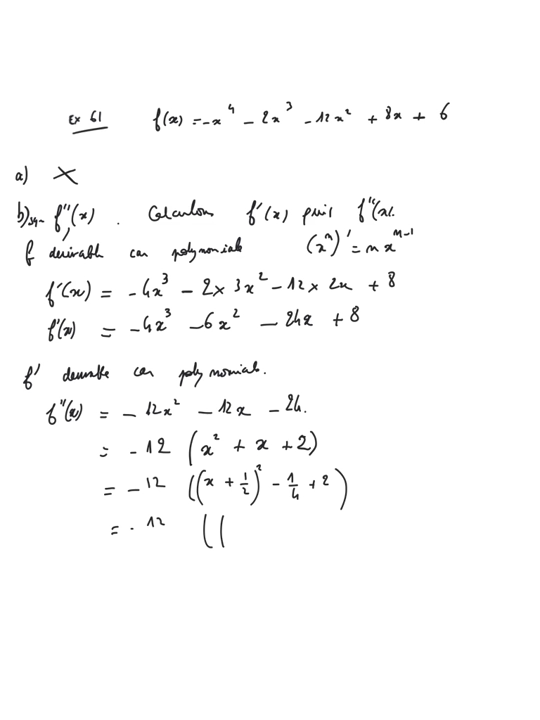 Ex 61 f(x) = -x⁴ - 2x³ - 12x² + 8x + 6
a) X
b) f''(x). Calculons f'(x) puis f''(x).
f dérivable car polynomiale (xⁿ)' = n xⁿ⁻¹
f'(x) = -4x³ - 2 × 3x² - 12 × 2x + 8
f'(x) = -4x³ - 6x² - 24x + 8
f' dérivable car polynomiale.
f''(x) = -12x² - 12x - 24.
= -12 (x² + x + 2)
= -12 ((x + 1/2)² - 1/4 + 2)
= -12 ((